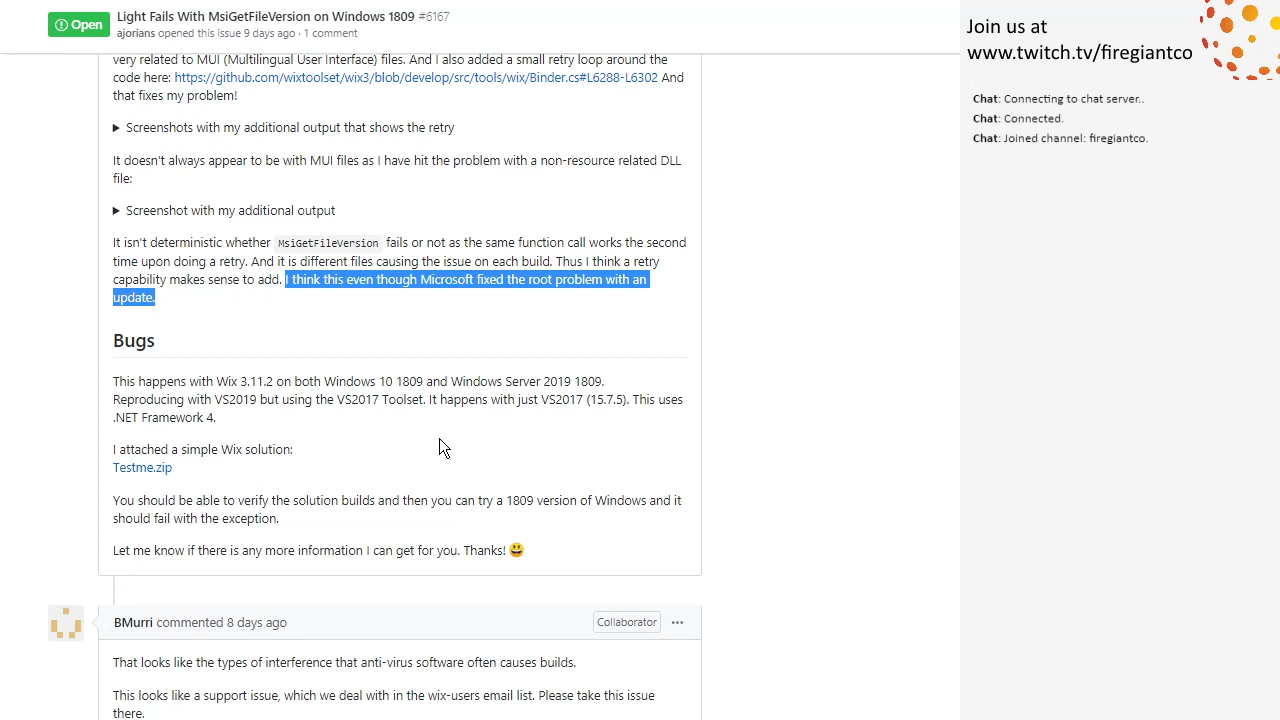 Open
Light Fails With MsiGetFileVersion on Windows 1809 #6167
ajorians opened this issue 9 days ago · 1 comment
very related to MUI (Multilingual User Interface) files. And I also added a small retry loop around the
code here: https://github.com/wixtoolset/wix3/blob/develop/src/tools/wix/Binder.cs#L6288-L6302 And
that fixes my problem!
Screenshots with my additional output that shows the retry
It doesn't always appear to be with MUI files as I have hit the problem with a non-resource related DLL
file:
Screenshot with my additional output
It isn't deterministic whether MsiGetFileVersion fails or not as the same function call works the second
time upon doing a retry. And it is different files causing the issue on each build. Thus I think a retry
capability makes sense to add. I think this even though Microsoft fixed the root problem with an
update.
Bugs
This happens with Wix 3.11.2 on both Windows 10 1809 and Windows Server 2019 1809.
Reproducing with VS2019 but using the VS2017 Toolset. It happens with just VS2017 (15.7.5). This uses
.NET Framework 4.
I attached a simple Wix solution:
Testme.zip
You should be able to verify the solution builds and then you can try a 1809 version of Windows and it
should fail with the exception.
Let me know if there is any more information I can get for you. Thanks! 😃
BMurri commented 8 days ago
Collaborator
That looks like the types of interference that anti-virus software often causes builds.
This looks like a support issue, which we deal with in the wix-users email list. Please take this issue
there.
Join us at
www.twitch.tv/firegiantco
Chat: Connecting to chat server..
Chat: Connected.
Chat: Joined channel: firegiantco.